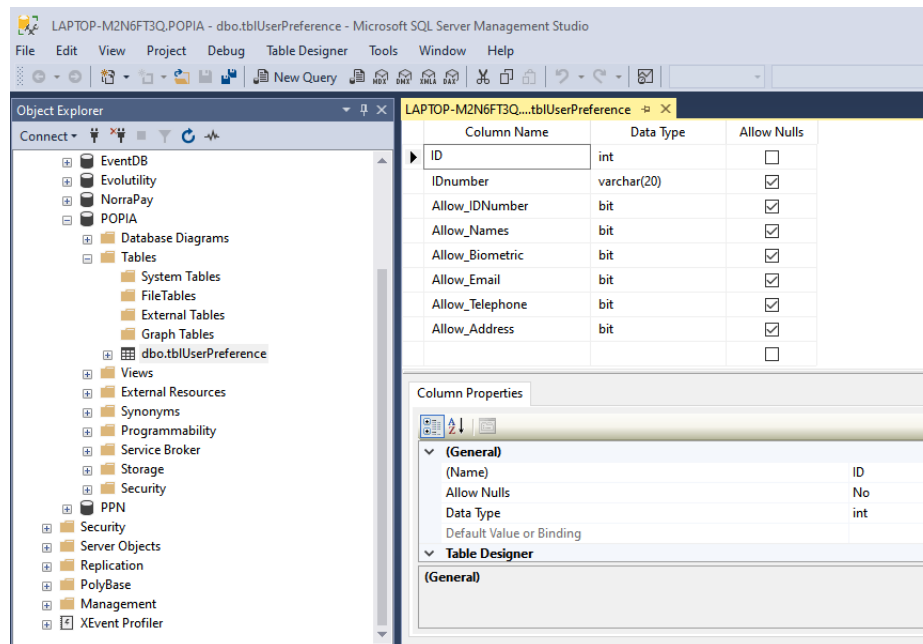 LAPTOP-M2N6FT3Q.POPIA - dbo.tblUserPreference - Microsoft SQL Server Management Studio
File Edit View Project Debug Table Designer Tools Window Help
New Query MDX DMX XMLA DAX
Object Explorer
Connect
EventDB
Evolutility
NorraPay
POPIA
Database Diagrams
Tables
System Tables
FileTables
External Tables
Graph Tables
dbo.tblUserPreference
Views
External Resources
Synonyms
Programmability
Service Broker
Storage
Security
PPN
Security
Server Objects
Replication
PolyBase
Management
XEvent Profiler
LAPTOP-M2N6FT3Q....tblUserPreference
Column Name Data Type Allow Nulls
ID int
IDnumber varchar(20)
Allow_IDNumber bit
Allow_Names bit
Allow_Biometric bit
Allow_Email bit
Allow_Telephone bit
Allow_Address bit
Column Properties
(General)
(Name) ID
Allow Nulls No
Data Type int
Default Value or Binding
Table Designer
(General)